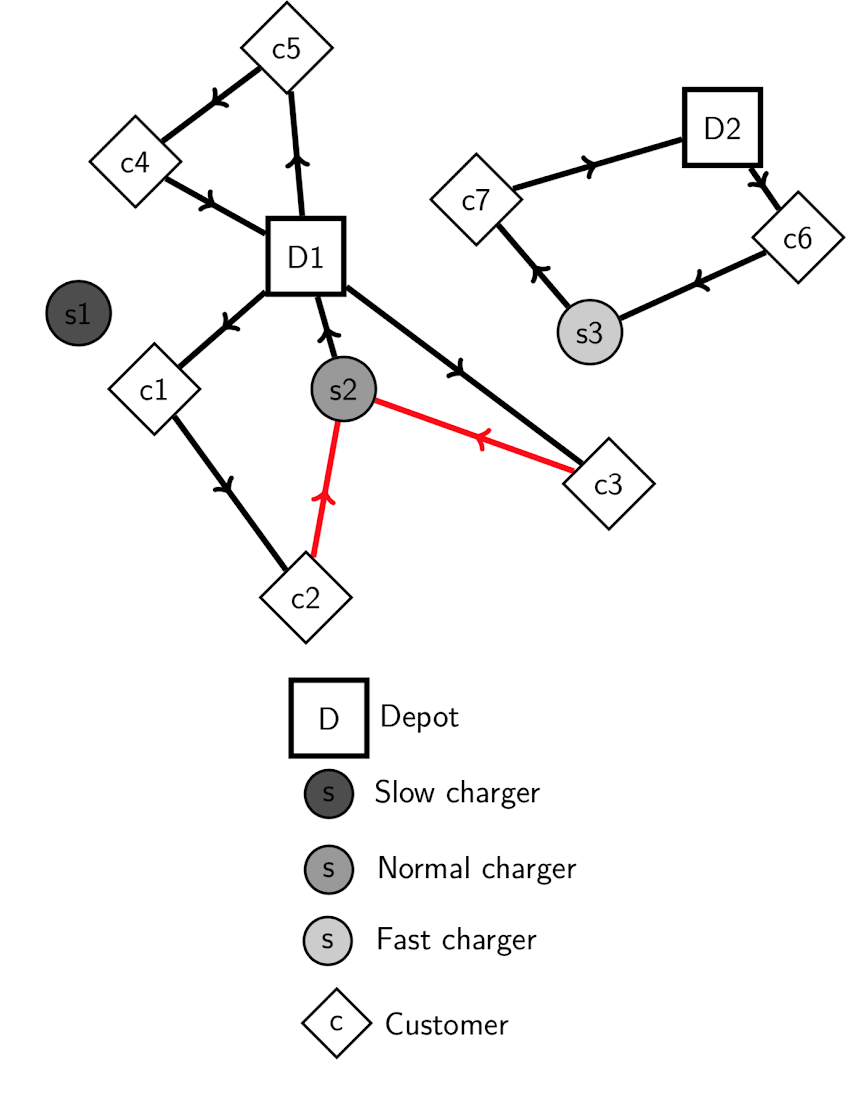 c5
D2
c4
c7
c6
D1
s1
s3
c1
s2
c3
c2
D Depot
s Slow charger
s Normal charger
s Fast charger
c Customer